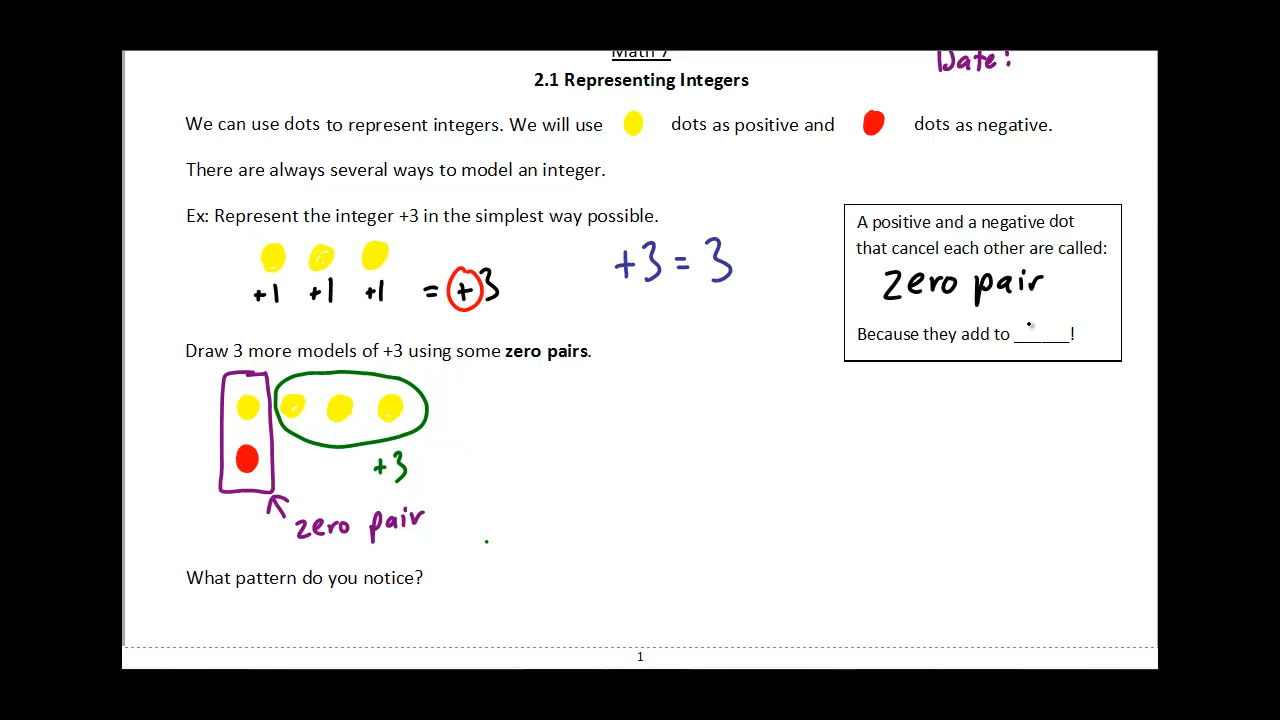 Math 7
Date:
2.1 Representing Integers
We can use dots to represent integers. We will use dots as positive and dots as negative.
There are always several ways to model an integer.
Ex: Represent the integer +3 in the simplest way possible.
+1 +1 +1 = +3
+3 = 3
A positive and a negative dot
that cancel each other are called:
zero pair
Because they add to ______!
Draw 3 more models of +3 using some zero pairs.
+3
zero pair
What pattern do you notice?
1